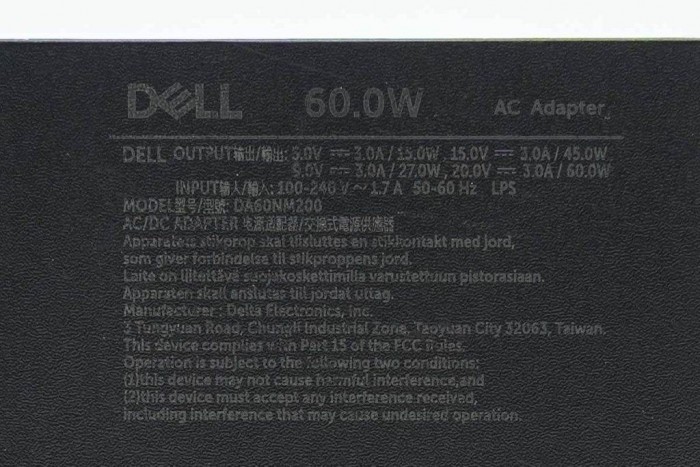 DELL 60.0W AC Adapter
DELL OUTPUT输出/輸出: 5.0V ⎓ 3.0A / 15.0W, 15.0V ⎓ 3.0A / 45.0W
9.0V ⎓ 3.0A / 27.0W, 20.0V ⎓ 3.0A / 60.0W
INPUT输入/輸入: 100-240 V ~ 1.7 A 50-60 Hz LPS
MODEL型号/型號: DA60NM200
AC/DC ADAPTER 电源适配器/交換式電源供應器
Apparatets stikprop skal tilsluttes en stikkontakt med jord,
som giver forbindelse til stikproppens jord.
Laite on liitettävä suojakoskettimilla varustettuun pistorasiaan.
Apparaten skall anslutas till jordat uttag.
Manufacturer : Delta Electronics, Inc.
3 Tungyuan Road, Chungli Industrial Zone, Taoyuan City 32063, Taiwan.
This device complies with Part 15 of the FCC Rules.
Operation is subject to the following two conditions:
(1)this device may not cause harmful interference,and
(2)this device must accept any interference received,
including interference that may cause undesired operation.